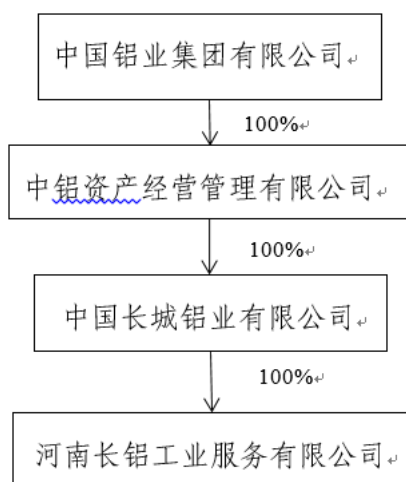 中国铝业集团有限公司
100%
中铝资产经营管理有限公司
100%
中国长城铝业有限公司
100%
河南长铝工业服务有限公司